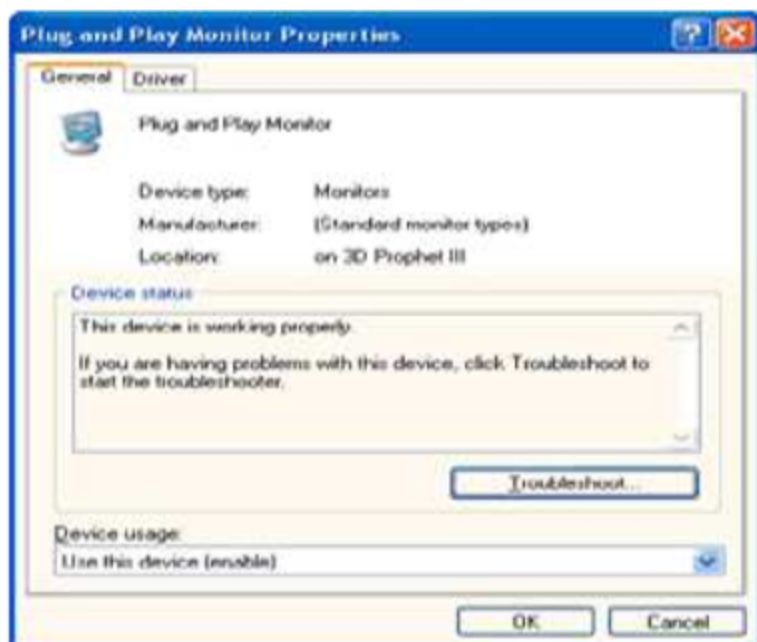 Plug and Play Monitor Properties
General Driver
Plug and Play Monitor
Device type: Monitors
Manufacturer: (Standard monitor types)
Location: on 3D Prophet III
Device status
This device is working properly.
If you are having problems with this device, click Troubleshoot to
start the troubleshooter.
Troubleshoot...
Device usage:
Use this device (enable)
OK Cancel